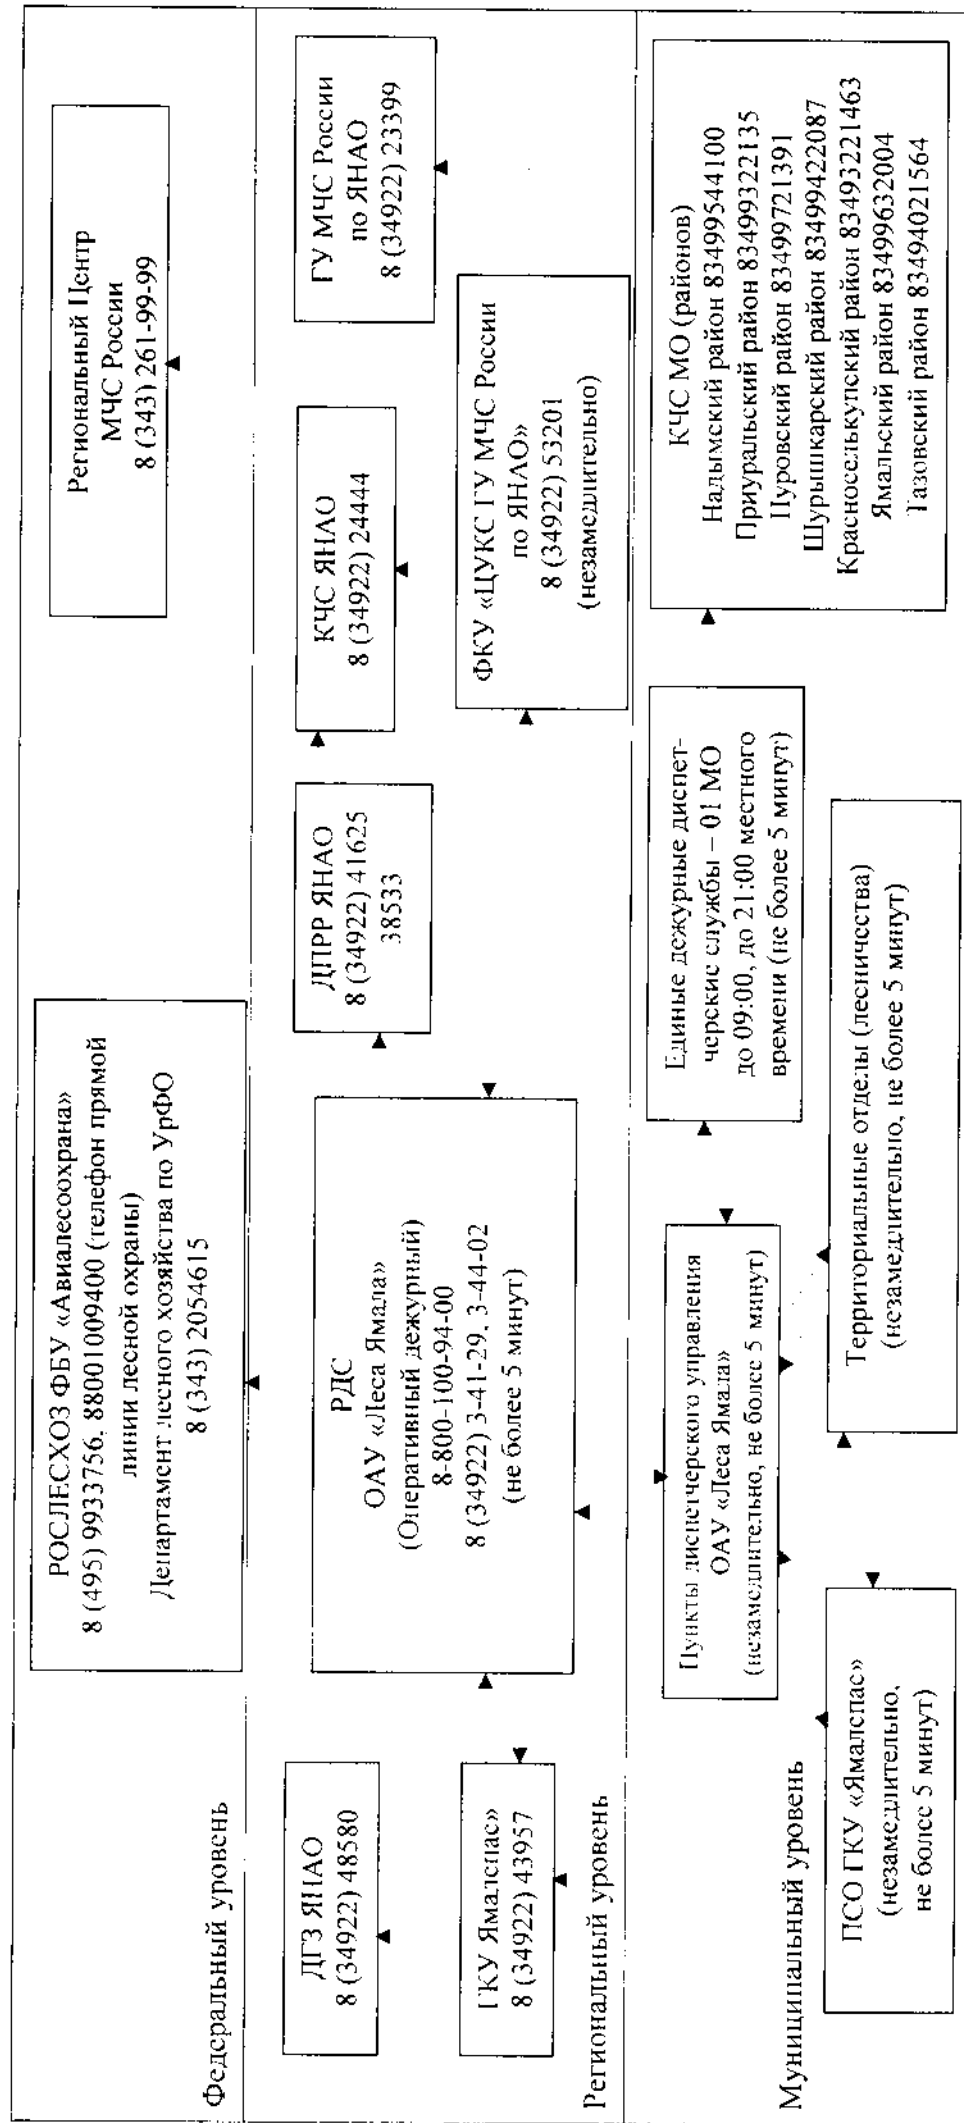 РОСЛЕСХОЗ ФБУ «Авиалесоохрана»
8 (495) 9933756, 88001009400 (телефон прямой
линии лесной охраны)
Департамент лесного хозяйства по УрФО
8 (343) 2054615
Региональный Центр
МЧС России
8 (343) 261-99-99
Федеральный уровень
ДГЗ ЯНАО
8 (34922) 48580
ГКУ Ямалспас»
8 (34922) 43957
РДС
ОАУ «Леса Ямала»
(Оперативный дежурный)
8-800-100-94-00
8 (34922) 3-41-29, 3-44-02
(не более 5 минут)
ДПРР ЯНАО
8 (34922) 41625
38533
КЧС ЯНАО
8 (34922) 24444
ГУ МЧС России
по ЯНАО
8 (34922) 23399
ФКУ «ЦУКС ГУ МЧС России
по ЯНАО»
8 (34922) 53201
(незамедлительно)
Региональный уровень
Пункты диспетчерского управления
ОАУ «Леса Ямала»
(незамедлительно, не более 5 минут)
Единые дежурные диспет-
черские службы – 01 МО
до 09:00, до 21:00 местного
времени (не более 5 минут)
КЧС МО (районов)
Надымский район 83499544100
Приуральский район 83499322135
Пуровский район 83499721391
Шурышкарский район 83499422087
Красноселькупский район 83493221463
Ямальский район 83499632004
Тазовский район 83494021564
Муниципальный уровень
ПСО ГКУ «Ямалспас»
(незамедлительно,
не более 5 минут)
Территориальные отделы (лесничества)
(незамедлительно, не более 5 минут)